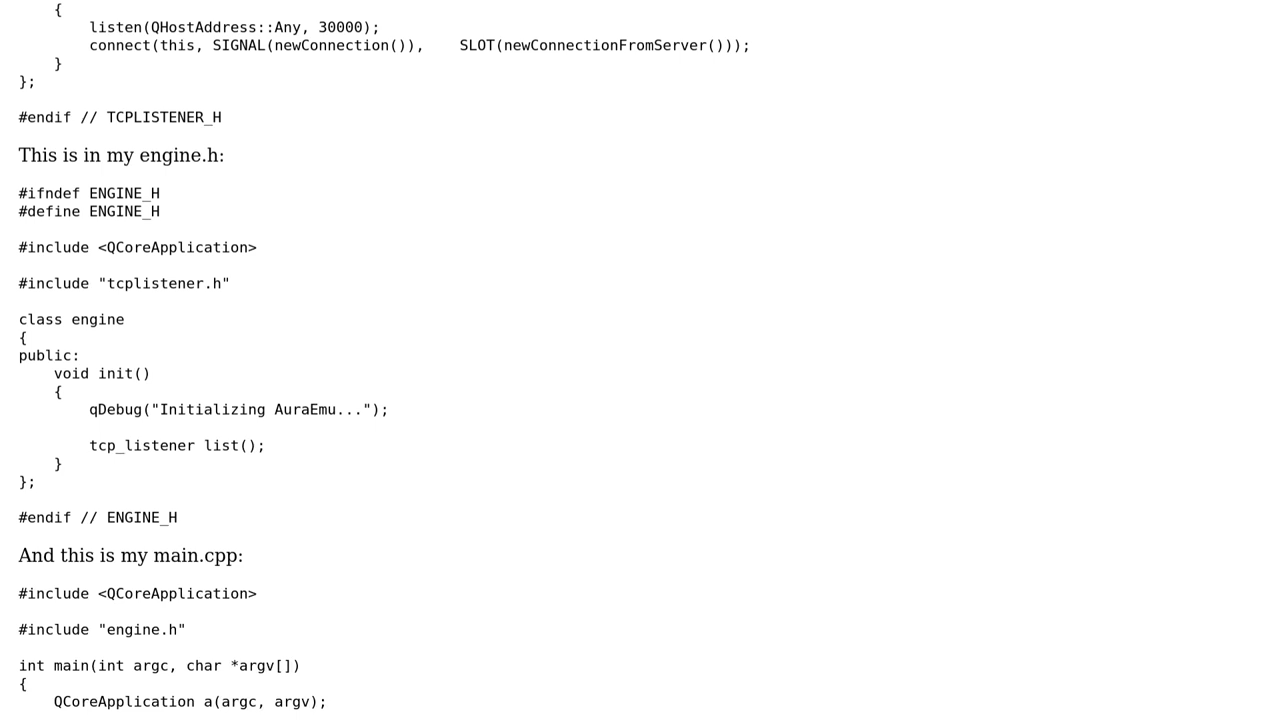 {
        listen(QHostAddress::Any, 30000);
        connect(this, SIGNAL(newConnection()),    SLOT(newConnectionFromServer()));
    }
};

#endif // TCPLISTENER_H

This is in my engine.h:

#ifndef ENGINE_H
#define ENGINE_H

#include <QCoreApplication>

#include "tcplistener.h"

class engine
{
public:
    void init()
    {
        qDebug("Initializing AuraEmu...");

        tcp_listener list();
    }
};

#endif // ENGINE_H

And this is my main.cpp:

#include <QCoreApplication>

#include "engine.h"

int main(int argc, char *argv[])
{
    QCoreApplication a(argc, argv);